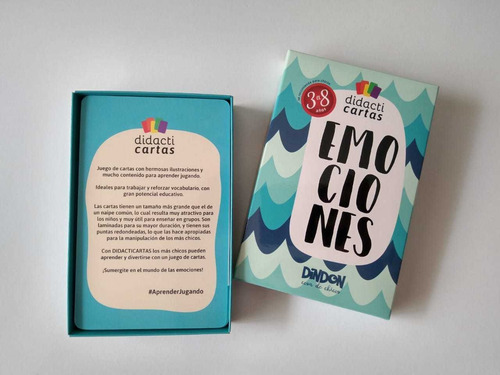 didacti
cartas
Juego de cartas con hermosas ilustraciones y
mucho contenido para aprender jugando.
Ideales para trabajar y reforzar vocabulario, con
gran potencial educativo.
Las cartas tienen un tamaño más grande que el de
un naipe común, lo cual resulta muy atractivo para
los niños y muy útil para enseñar en grupos. Son
laminadas para su mayor duración, y tienen sus
puntas redondeadas, lo que las hace apropiadas
para la manipulación de los más chicos.
Con DIDACTICARTAS los más chicos pueden
aprender y divertirse con un juego de cartas.
¡Sumergite en el mundo de las emociones!
#AprenderJugando
3 a 8
años
didacti
cartas
EMO
CIO
NES
DINDON
cosas de chicos